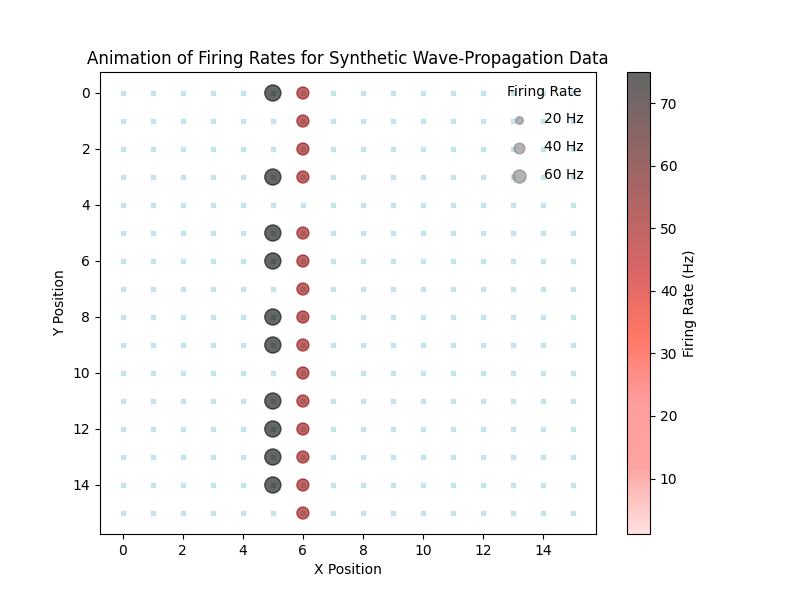 Animation of Firing Rates for Synthetic Wave-Propagation Data
Firing Rate
20 Hz
40 Hz
60 Hz
0
2
4
6
8
10
12
14
Y Position
0 2 4 6 8 10 12 14
X Position
70
60
50
40
30
20
10
Firing Rate (Hz)